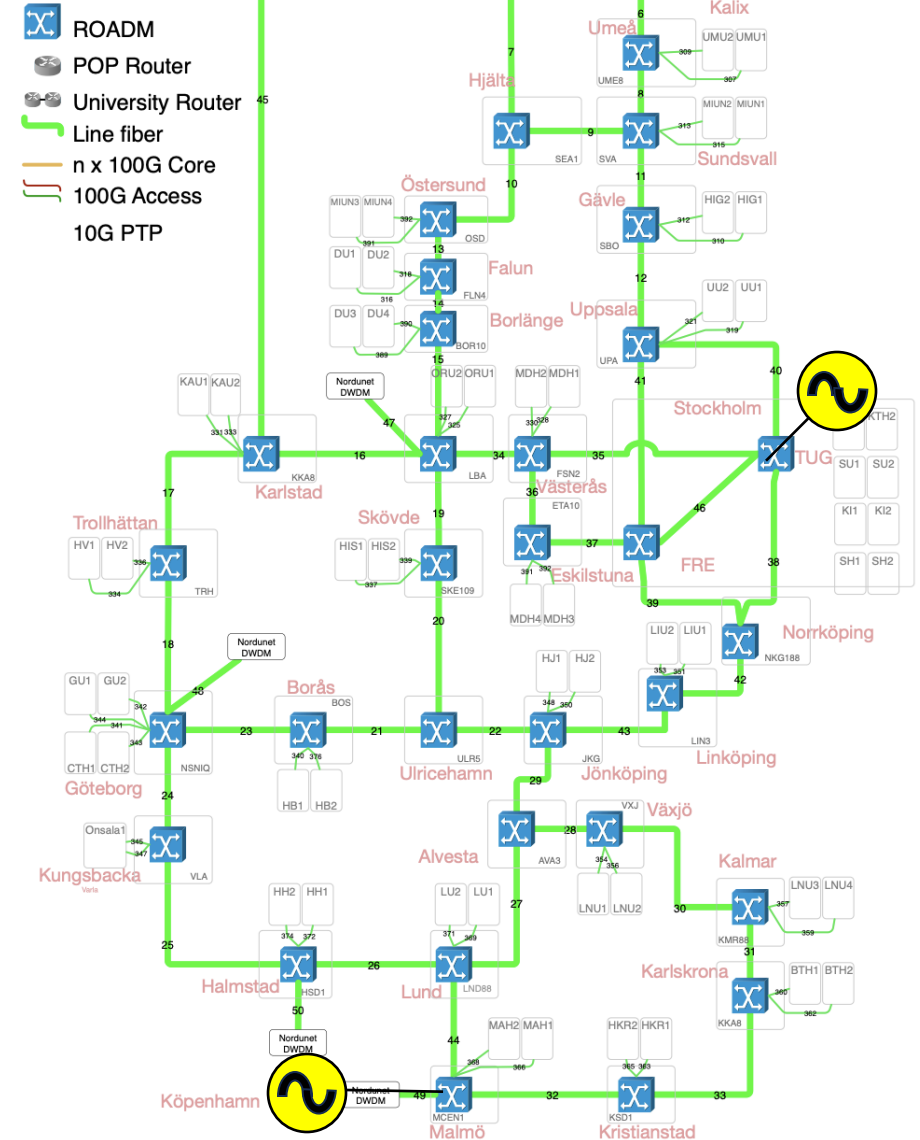 ROADM
POP Router
University Router
Line fiber
n x 100G Core
100G Access
10G PTP
45
7
6
Kalix
Umeå
UMU2 UMU1
309
307
UME8
8
Hjälta
SEA1
9
SVA
MIUN2 MIUN1
313
315
Sundsvall
10
11
Östersund
MIUN3 MIUN4
392
391
OSD
Gävle
HIG2 HIG1
312
310
SBO
13
DU1 DU2
318
316
Falun
FLN4
12
14
DU3 DU4
390
389
Borlänge
BOR10
Uppsala
UU2 UU1
321
319
UPA
15
41
40
Nordunet
DWDM
47
ORU2 ORU1
327
325
MDH2 MDH1
330
328
KAU1 KAU2
331 333
Stockholm
KTH2
KKA8
Karlstad
16
LBA
34
FSN2
Västerås
35
TUG
SU1 SU2
KI1 KI2
SH1 SH2
17
19
36
46
ETA10
Trollhättan
HV1 HV2
336
334
TRH
Skövde
HIS1 HIS2
339
337
SKE109
37
Eskilstuna
391 392
MDH4 MDH3
FRE
38
39
18
20
Nordunet
DWDM
48
LIU2 LIU1
353 351
Norrköping
NKG188
42
GU1 GU2
342
344
341
343
CTH1 CTH2
NSNIQ
Göteborg
23
Borås
BOS
340 376
HB1 HB2
21
ULR5
Ulricehamn
22
HJ1 HJ2
348 350
JKG
Jönköping
43
LIN3
Linköping
24
29
Onsala1
345
347
VLA
Kungsbacka
Varla
Alvesta
AVA3
28
VXJ
Växjö
354
356
LNU1 LNU2
30
Kalmar
LNU3 LNU4
357
359
KMR88
27
31
25
HH2 HH1
374 372
HSD1
Halmstad
26
LU2 LU1
371 369
LND88
Lund
Karlskrona
BTH1 BTH2
360
362
KKA8
50
Nordunet
DWDM
44
MAH2 MAH1
368
366
HKR2 HKR1
365 363
Köpenhamn
Nordunet
DWDM
49
MCEN1
Malmö
32
KSD1
Kristianstad
33